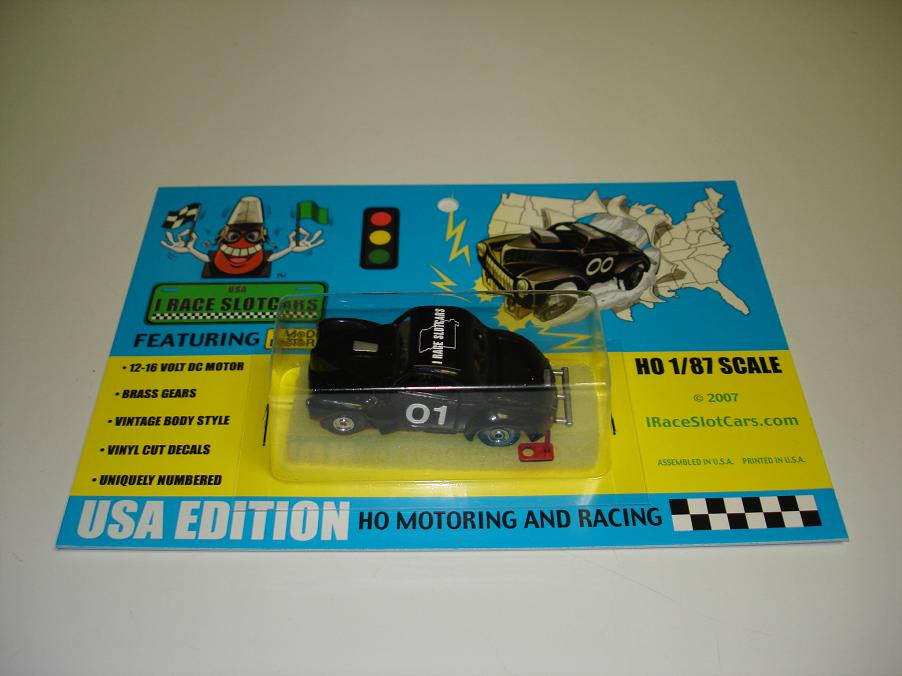 USA
I RACE SLOTCARS
™
FEATURING
00
• 12-16 VOLT DC MOTOR
• BRASS GEARS
• VINTAGE BODY STYLE
• VINYL CUT DECALS
• UNIQUELY NUMBERED
I RACE SLOTCARS
01
HO 1/87 SCALE
© 2007
IRaceSlotCars.com
ASSEMBLED IN U.S.A. PRINTED IN U.S.A.
USA EDITION
HO MOTORING AND RACING